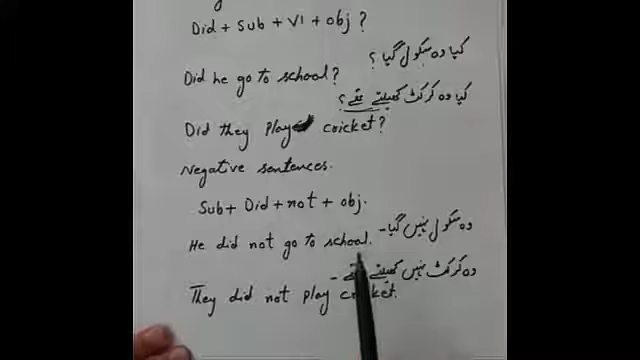 Did + Sub + V1 + obj?
کیا وہ سکول گیا؟
Did he go to school?
کیا وہ کرکٹ کھیلتے تھے؟
Did they play cricket?
Negative sentences.
Sub + Did + not + obj.
وہ سکول نہیں گیا-
He did not go to school.
وہ کرکٹ نہیں کھیلتے تھے-
They did not play cricket.